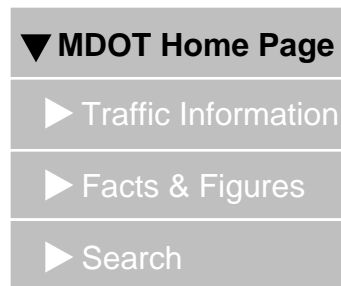 MDOT Home Page
Traffic Information
Facts & Figures
Search